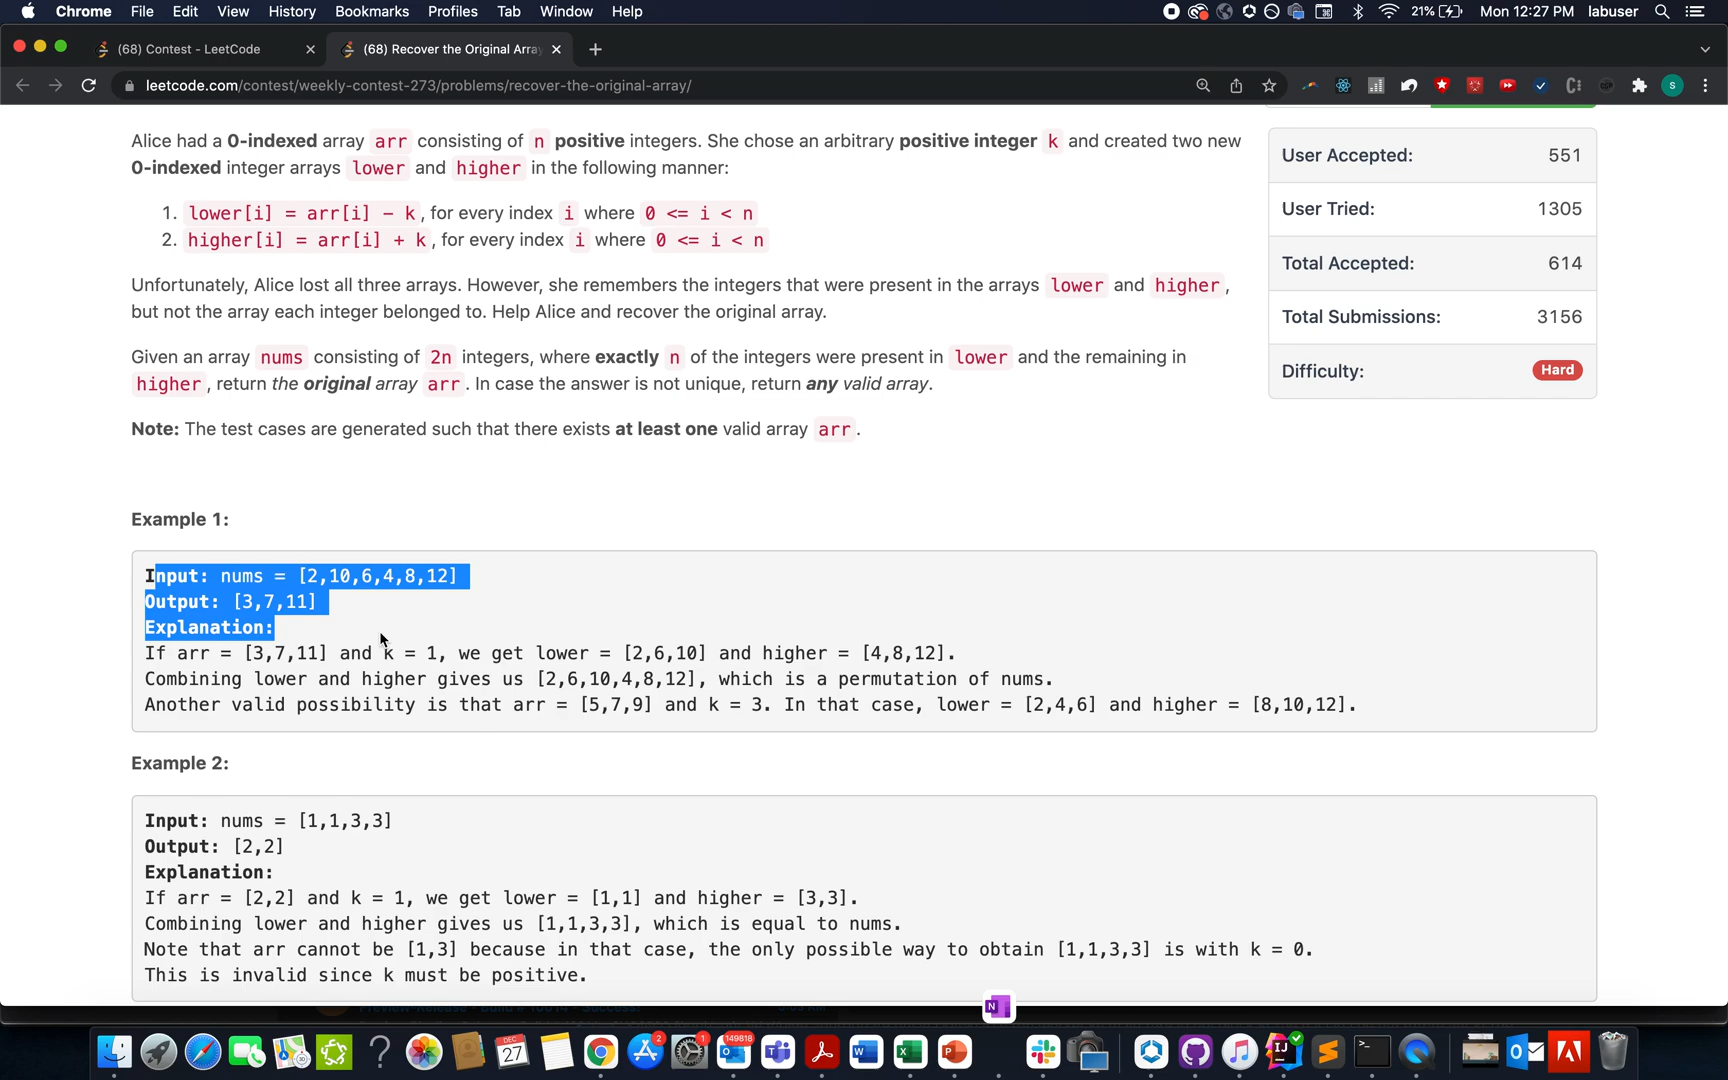 Chrome File Edit View History Bookmarks Profiles Tab Window Help 21% Mon 12:27 PM labuser
(68) Contest - LeetCode
(68) Recover the Original Arra
leetcode.com/contest/weekly-contest-273/problems/recover-the-original-array/
S
Alice had a 0-indexed array arr consisting of n positive integers. She chose an arbitrary positive integer k and created two new
0-indexed integer arrays lower and higher in the following manner:
1. lower[i] = arr[i] - k, for every index i where 0 <= i < n
2. higher[i] = arr[i] + k, for every index i where 0 <= i < n
Unfortunately, Alice lost all three arrays. However, she remembers the integers that were present in the arrays lower and higher,
but not the array each integer belonged to. Help Alice and recover the original array.
Given an array nums consisting of 2n integers, where exactly n of the integers were present in lower and the remaining in
higher, return the original array arr. In case the answer is not unique, return any valid array.
Note: The test cases are generated such that there exists at least one valid array arr.
User Accepted: 551
User Tried: 1305
Total Accepted: 614
Total Submissions: 3156
Difficulty: Hard
Example 1:
Input: nums = [2,10,6,4,8,12]
Output: [3,7,11]
Explanation:
If arr = [3,7,11] and k = 1, we get lower = [2,6,10] and higher = [4,8,12].
Combining lower and higher gives us [2,6,10,4,8,12], which is a permutation of nums.
Another valid possibility is that arr = [5,7,9] and k = 3. In that case, lower = [2,4,6] and higher = [8,10,12].
Example 2:
Input: nums = [1,1,3,3]
Output: [2,2]
Explanation:
If arr = [2,2] and k = 1, we get lower = [1,1] and higher = [3,3].
Combining lower and higher gives us [1,1,3,3], which is equal to nums.
Note that arr cannot be [1,3] because in that case, the only possible way to obtain [1,1,3,3] is with k = 0.
This is invalid since k must be positive.
N
DEC
27
2
1
149818